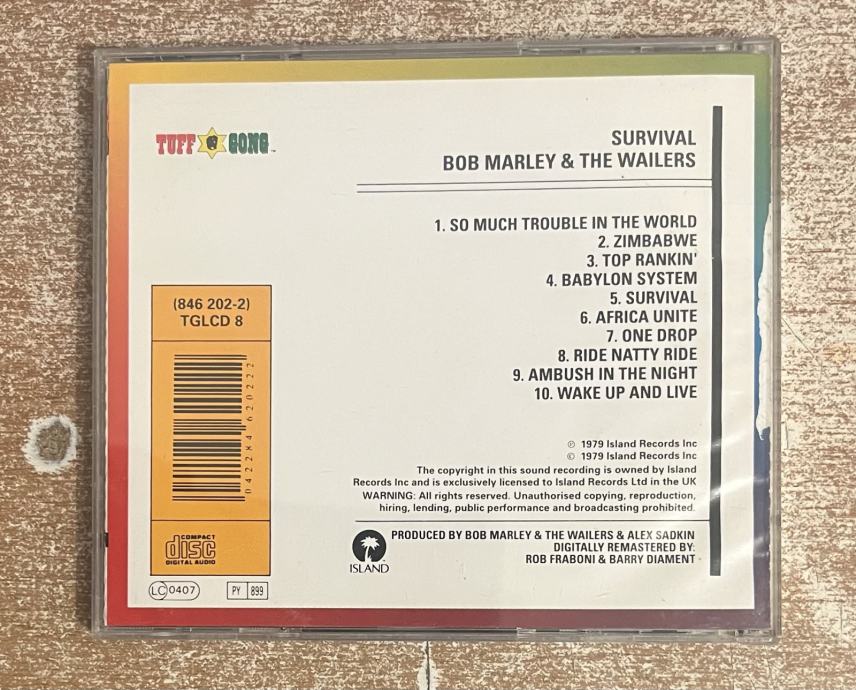 TUFF GONG
SURVIVAL
BOB MARLEY & THE WAILERS
1. SO MUCH TROUBLE IN THE WORLD
2. ZIMBABWE
3. TOP RANKIN'
4. BABYLON SYSTEM
5. SURVIVAL
6. AFRICA UNITE
7. ONE DROP
8. RIDE NATTY RIDE
9. AMBUSH IN THE NIGHT
10. WAKE UP AND LIVE
(846 202-2)
TGLCD 8
0 42284 62022 2
COMPACT
disc
DIGITAL AUDIO
LC 0407
PY 899
℗ 1979 Island Records Inc
© 1979 Island Records Inc
The copyright in this sound recording is owned by Island
Records Inc and is exclusively licensed to Island Records Ltd in the UK
WARNING: All rights reserved. Unauthorised copying, reproduction,
hiring, lending, public performance and broadcasting prohibited.
ISLAND
PRODUCED BY BOB MARLEY & THE WAILERS & ALEX SADKIN
DIGITALLY REMASTERED BY:
ROB FRABONI & BARRY DIAMENT